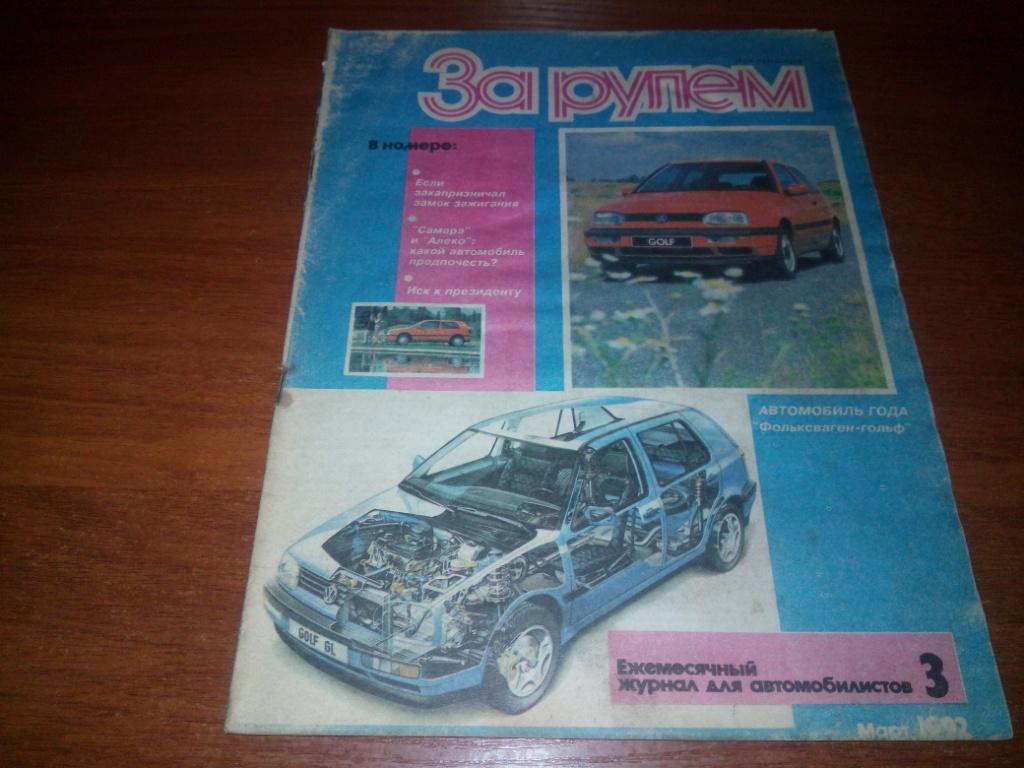 За рулем
В номере:
Если
закапризничал
замок зажигания
"Самара"
и "Алеко":
какой автомобиль
предпочесть?
Иск к президенту
GOLF
АВТОМОБИЛЬ ГОДА
"Фольксваген-гольф"
GOLF GL
Ежемесячный
журнал для автомобилистов 3
Март 1992